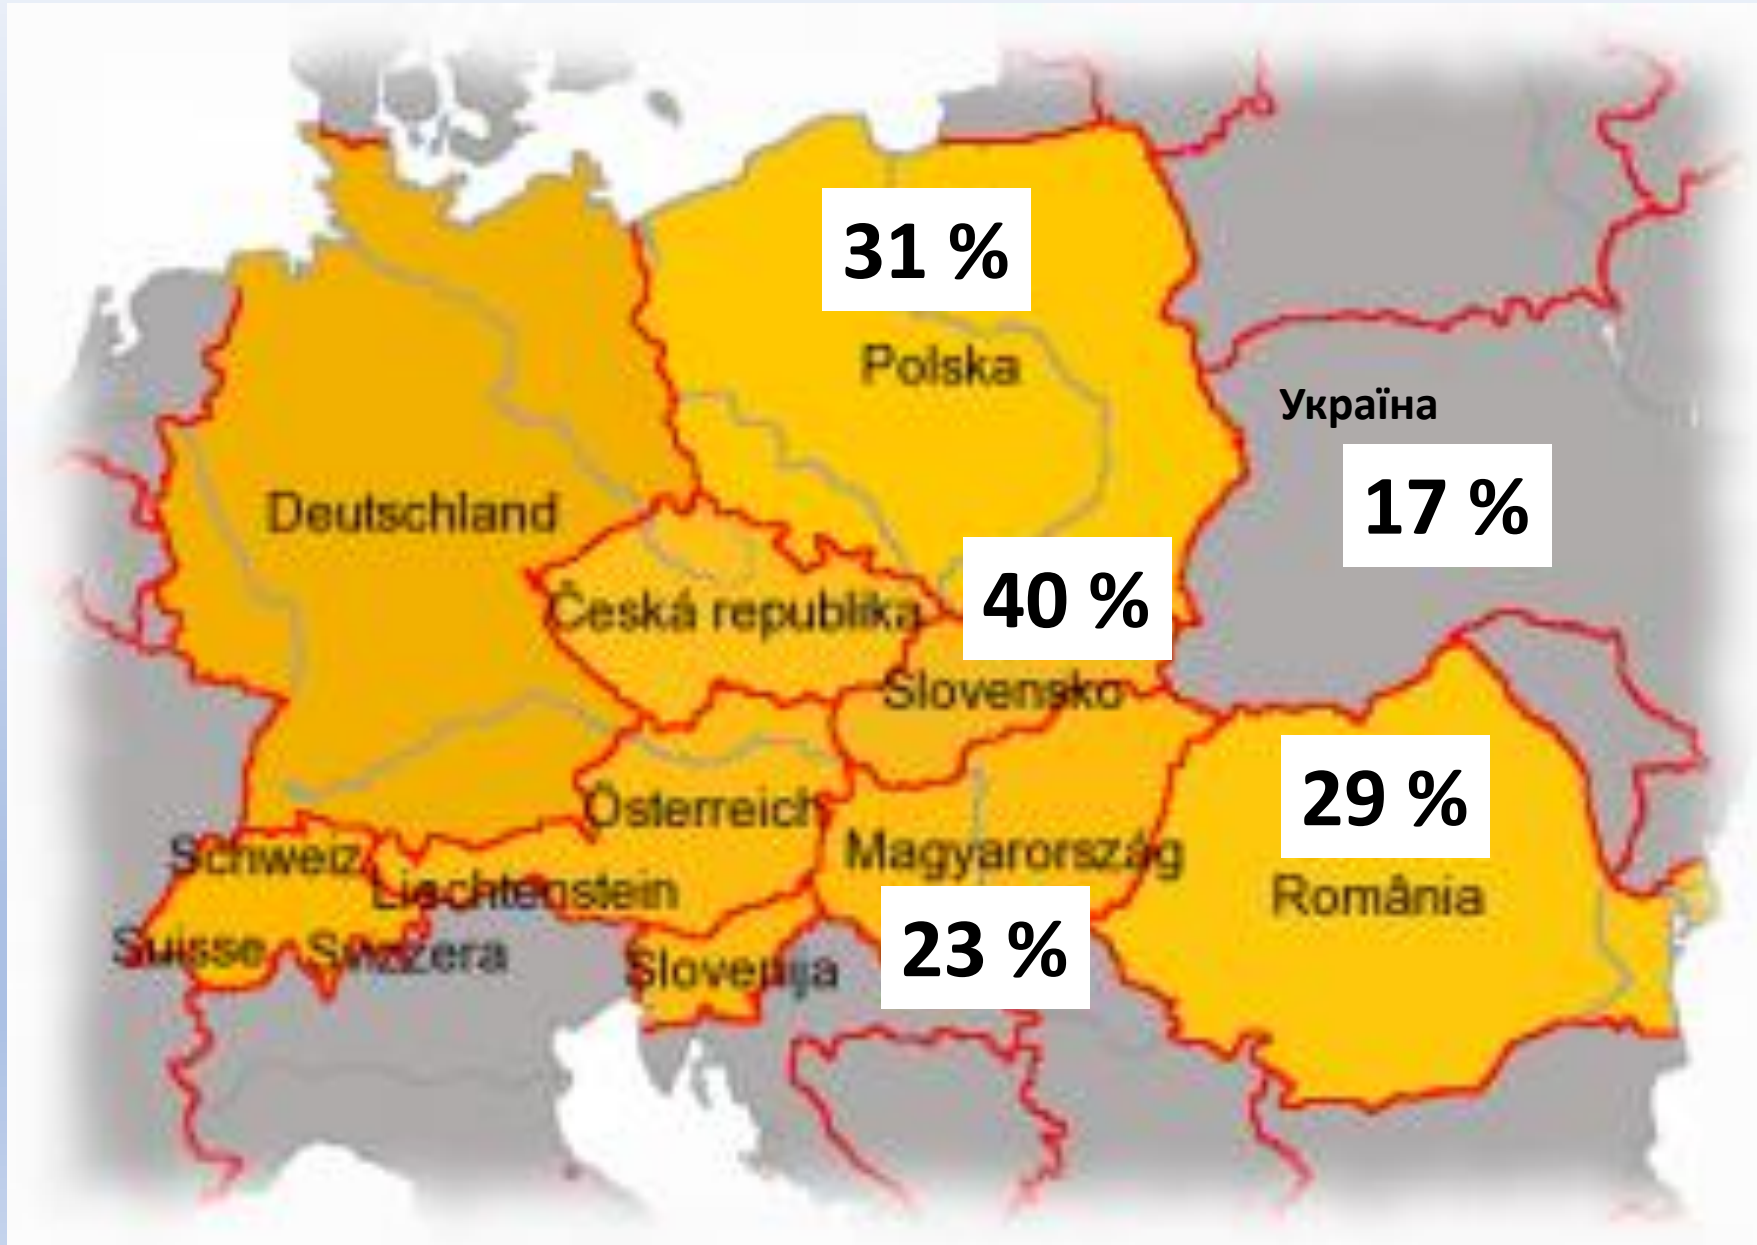 31 %
Polska
Україна
17 %
Deutschland
40 %
Česká republika
Slovensko
29 %
Österreich
Magyarország
Schweiz
Liechtenstein
România
23 %
Suisse Svizzera
Slovenija